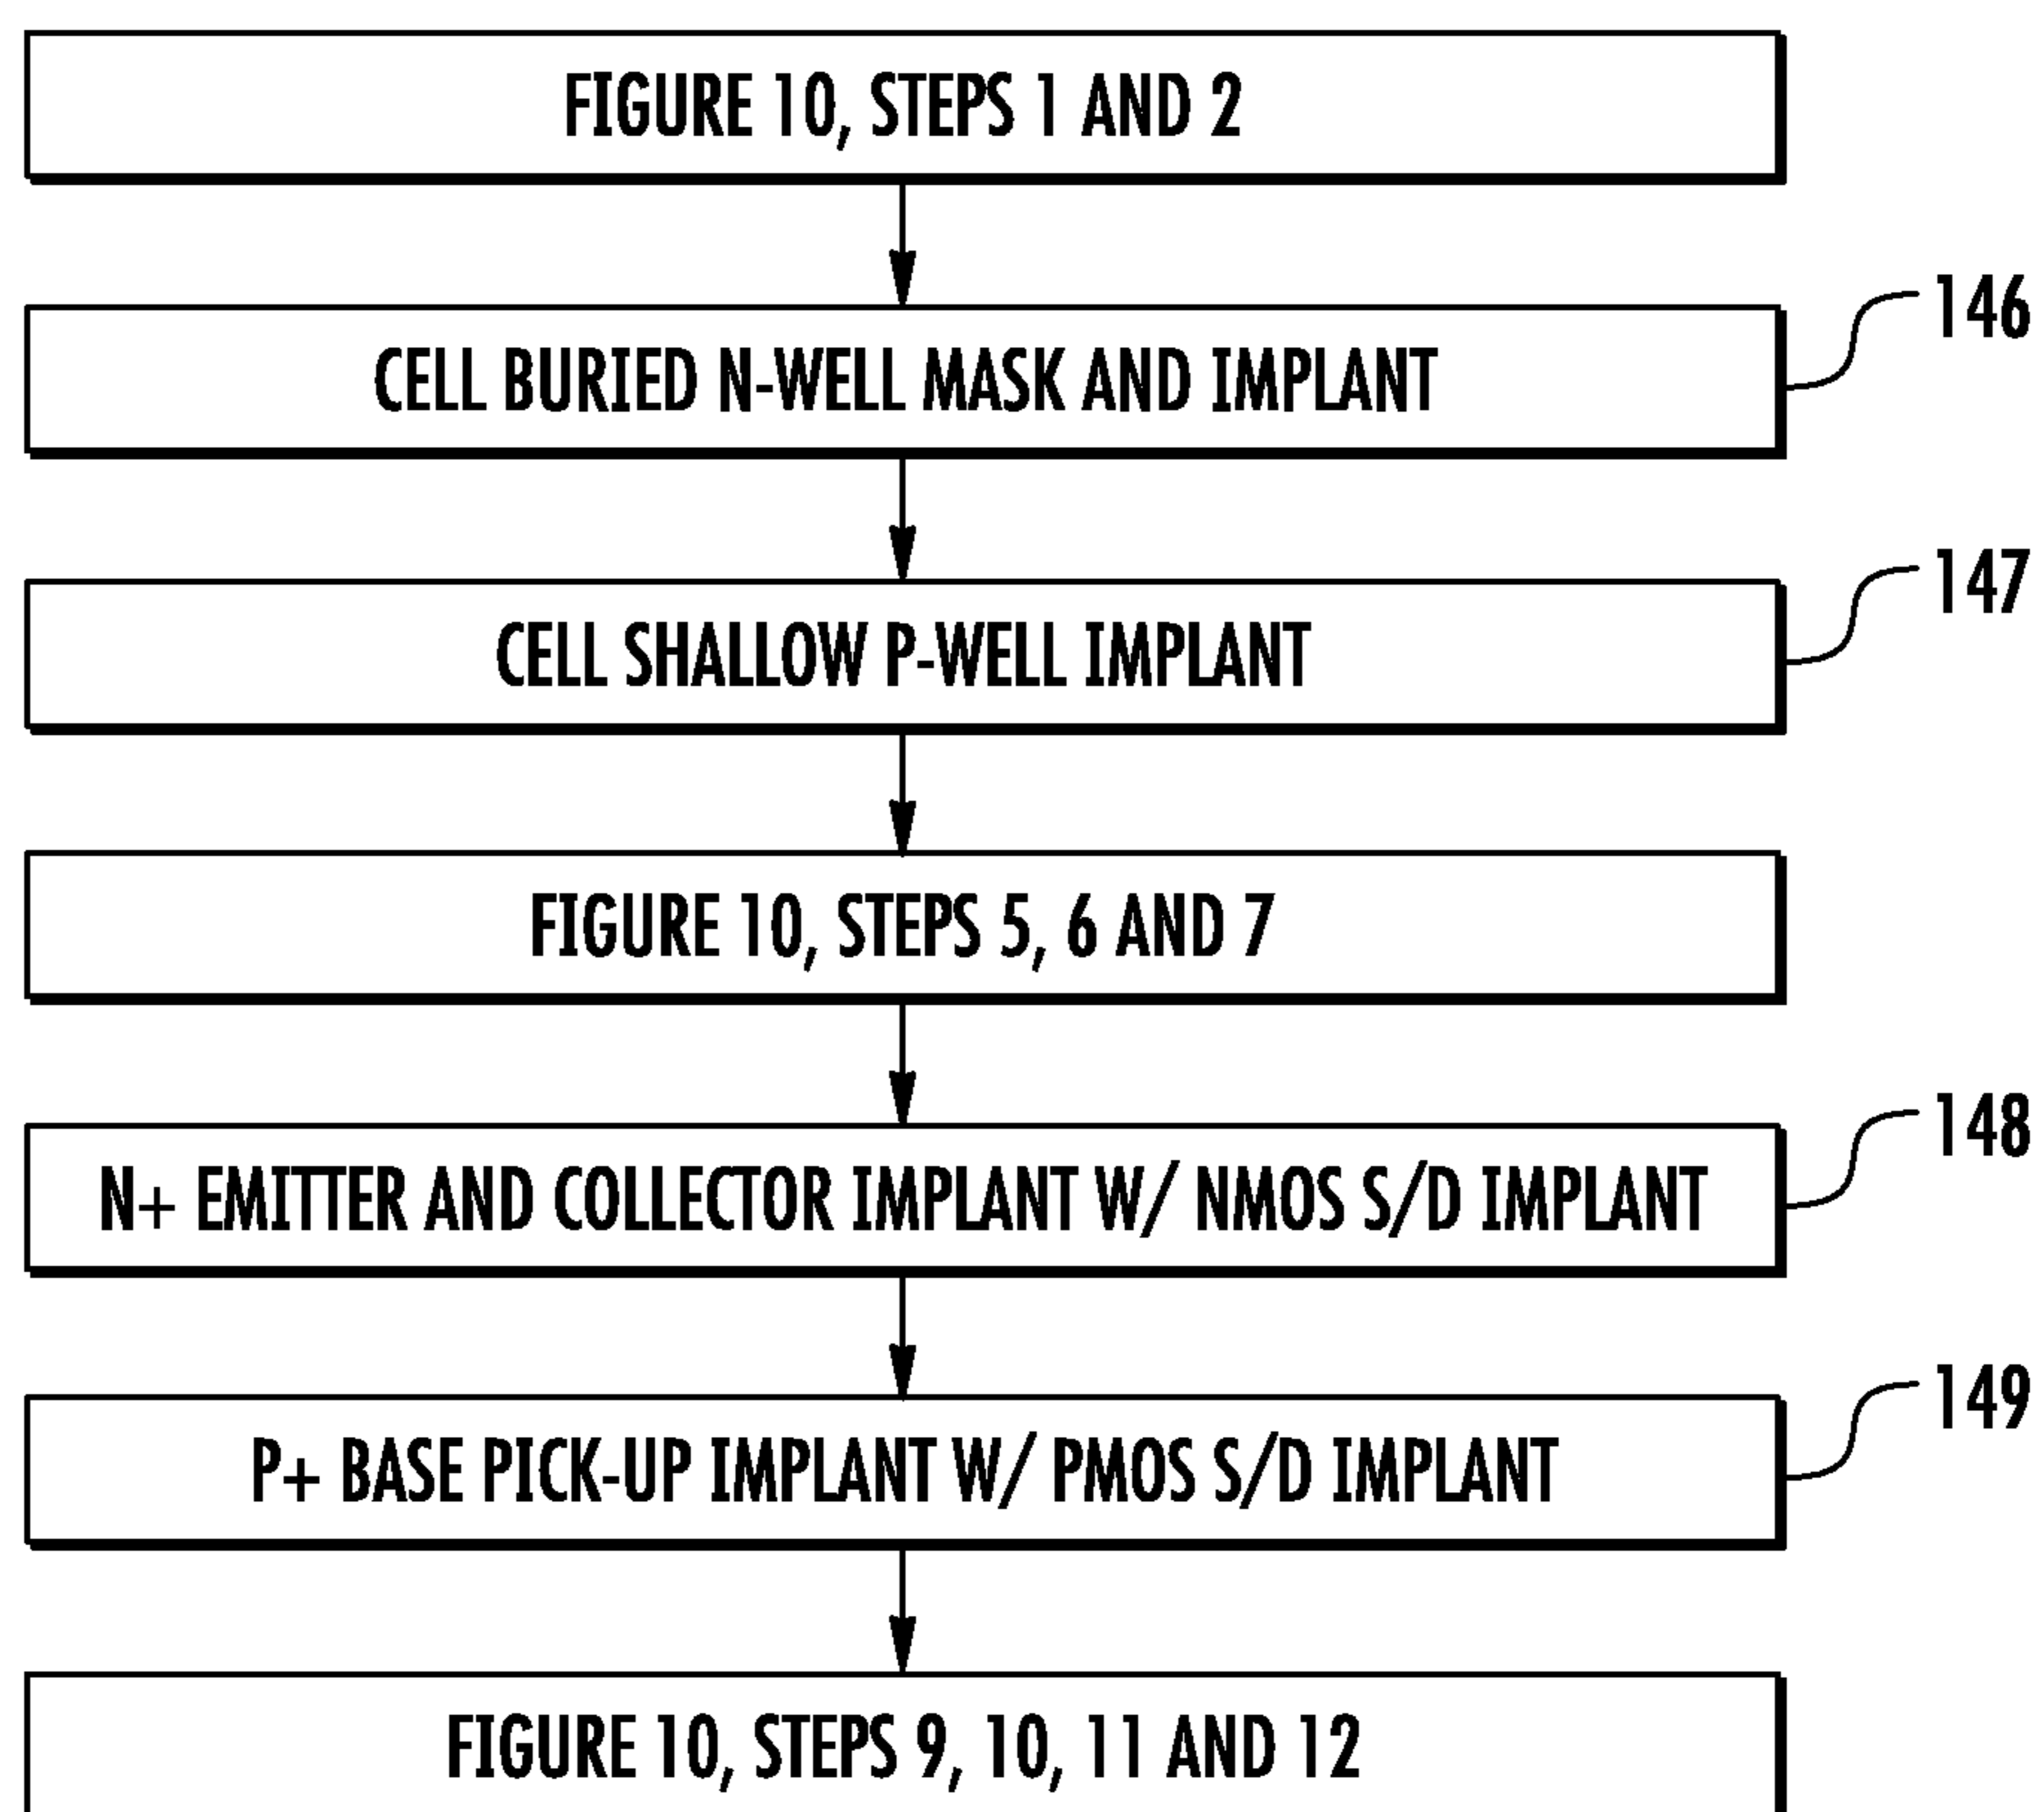 FIGURE 10, STEPS 1 AND 2
146
CELL BURIED N-WELL MASK AND IMPLANT
147
CELL SHALLOW P-WELL IMPLANT
FIGURE 10, STEPS 5, 6 AND 7
148
N+ EMITTER AND COLLECTOR IMPLANT W/ NMOS S/D IMPLANT
149
P+ BASE PICK-UP IMPLANT W/ PMOS S/D IMPLANT
FIGURE 10, STEPS 9, 10, 11 AND 12